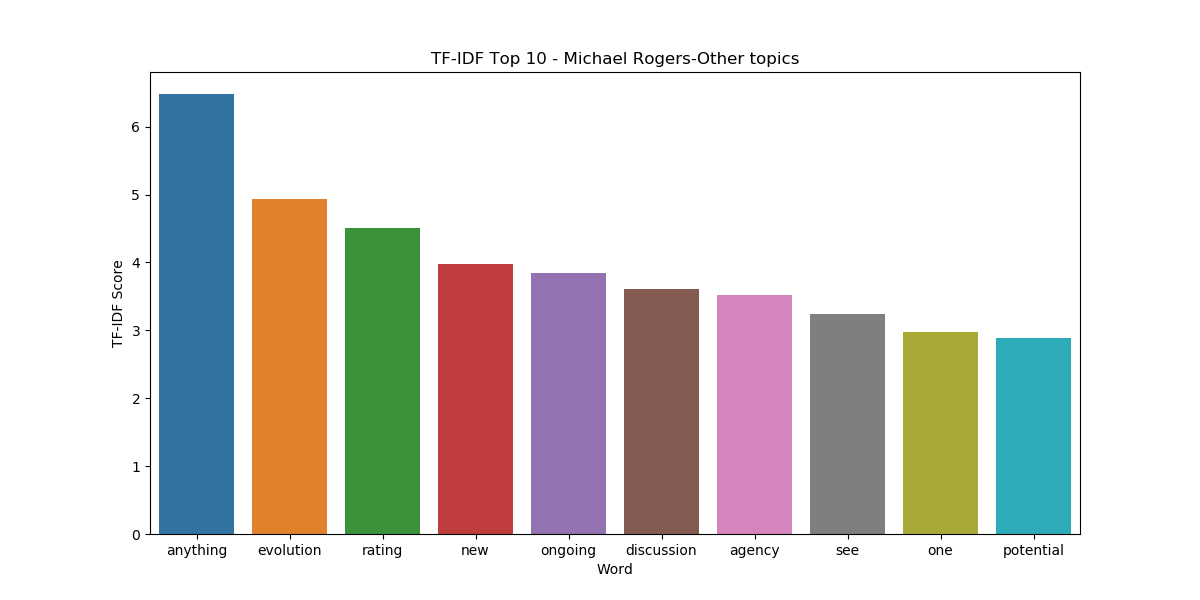 TF-IDF Top 10 - Michael Rogers-Other topics
TF-IDF Score
6
5
4
3
2
1
0
anything evolution rating new ongoing discussion agency see one potential
Word